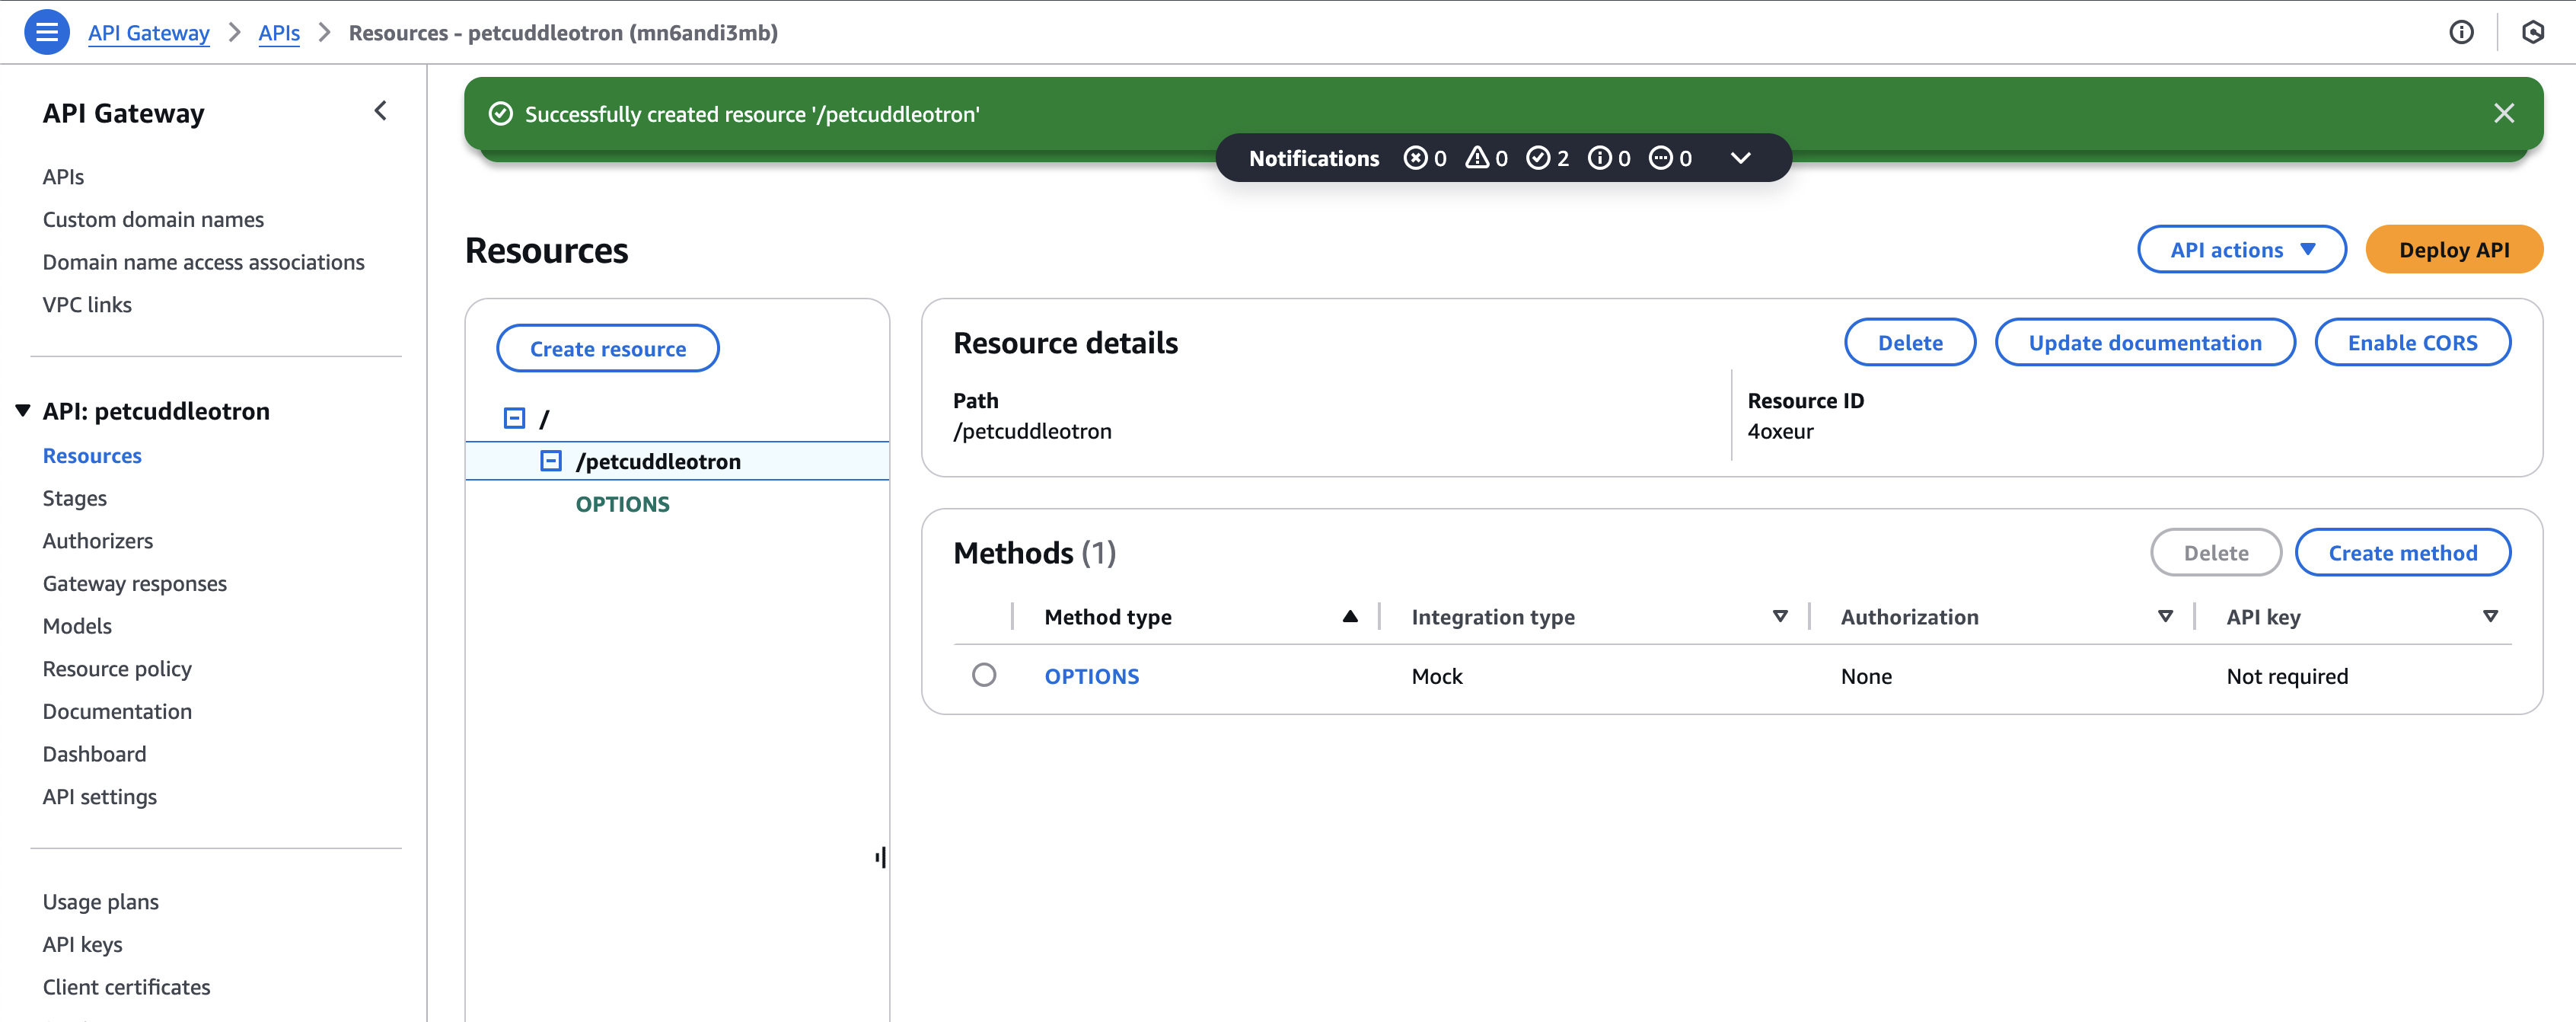 API Gateway > APIs > Resources - petcuddleotron (mn6andi3mb)
API Gateway
APIs
Custom domain names
Domain name access associations
VPC links
API: petcuddleotron
Resources
Stages
Authorizers
Gateway responses
Models
Resource policy
Documentation
Dashboard
API settings
Usage plans
API keys
Client certificates
Successfully created resource '/petcuddleotron'
Notifications 0 0 2 0 0
Resources
API actions
Deploy API
Create resource
/
/petcuddleotron
OPTIONS
Resource details
Delete
Update documentation
Enable CORS
Path
/petcuddleotron
Resource ID
4oxeur
Methods (1)
Delete
Create method
Method type Integration type Authorization API key
OPTIONS Mock None Not required